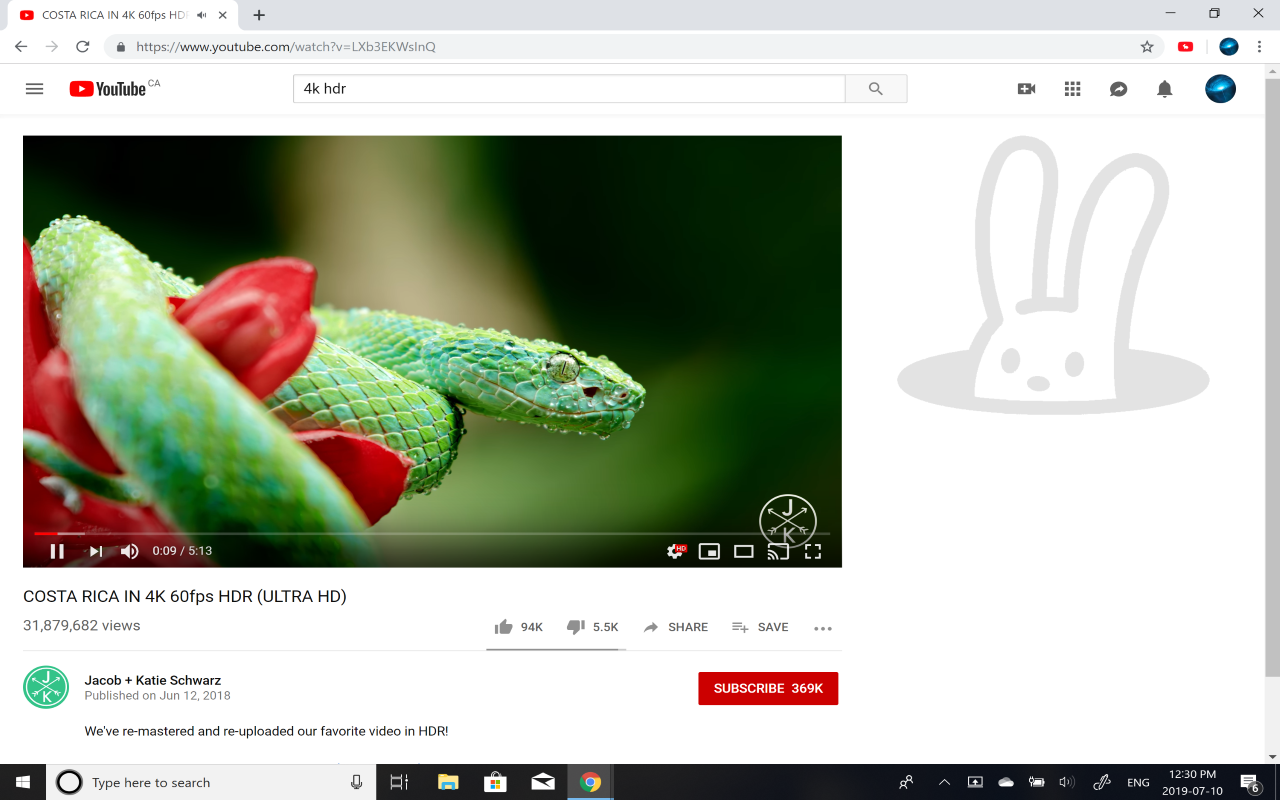 COSTA RICA IN 4K 60fps HDR
https://www.youtube.com/watch?v=LXb3EKWsInQ
YouTube CA
4k hdr
J
K
HD
0:09 / 5:13
COSTA RICA IN 4K 60fps HDR (ULTRA HD)
31,879,682 views
94K
5.5K
SHARE
SAVE
J
K
Jacob + Katie Schwarz
Published on Jun 12, 2018
SUBSCRIBE 369K
We've re-mastered and re-uploaded our favorite video in HDR!
Type here to search
ENG
12:30 PM
2019-07-10
6